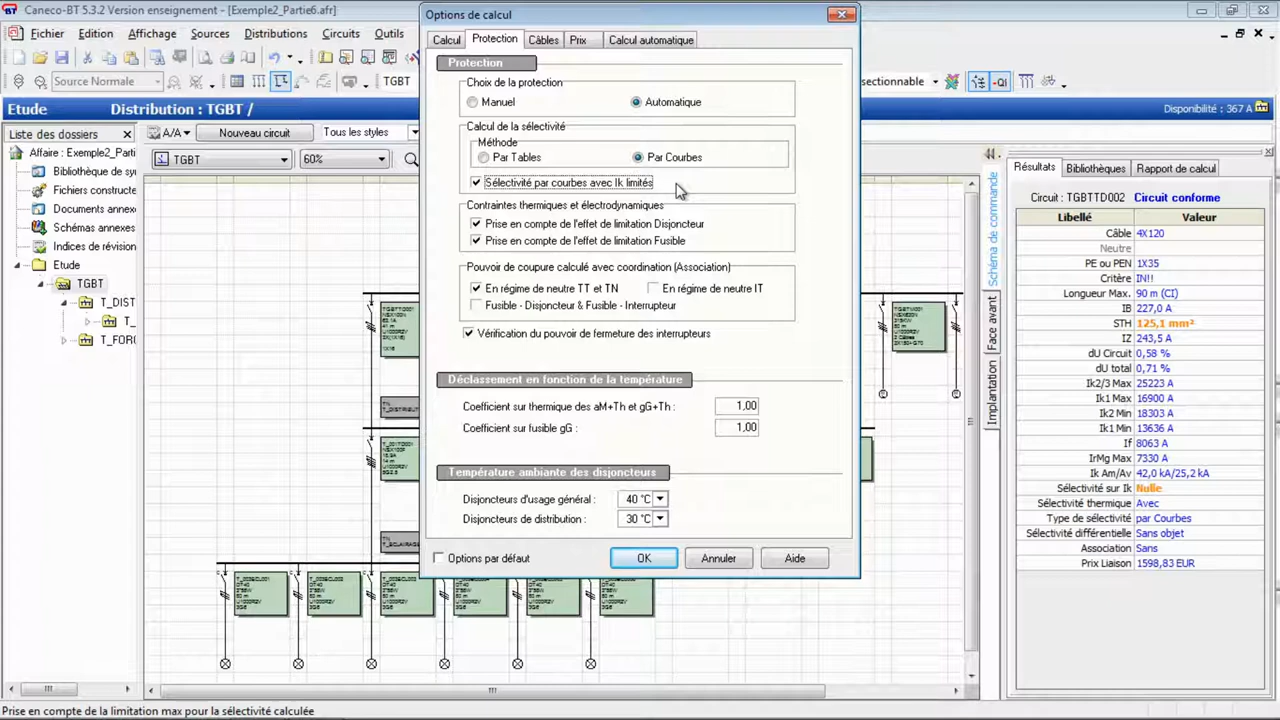 Caneco-BT 5.3.2 Version enseignement - [Exemple2_Partie6.afr]
Options de calcul
Fichier Edition Affichage Sources Distributions Circuits Outils
Calcul Protection Câbles Prix Calcul automatique
Source Normale
TGBT
sectionnable
Etude Distribution : TGBT /
Disponibilité : 367 A
Liste des dossiers
A/A
Nouveau circuit
Tous les styles
TGBT
60%
Affaire : Exemple2_Parti
Bibliothèque de sy
Fichiers constructe
Documents annexe
Schémas annexes
Indices de révision
Etude
TGBT
T_DIST
T_
T_FOR
Protection
Choix de la protection
Manuel Automatique
Calcul de la sélectivité
Méthode
Par Tables Par Courbes
Sélectivité par courbes avec Ik limités
Contraintes thermiques et électrodynamiques
Prise en compte de l'effet de limitation Disjoncteur
Prise en compte de l'effet de limitation Fusible
Pouvoir de coupure calculé avec coordination (Association)
En régime de neutre TT et TN En régime de neutre IT
Fusible - Disjoncteur & Fusible - Interrupteur
Vérification du pouvoir de fermeture des interrupteurs
Déclassement en fonction de la température
Coefficient sur thermique des aM+Th et gG+Th : 1,00
Coefficient sur fusible gG : 1,00
Température ambiante des disjoncteurs
Disjoncteurs d'usage général : 40 °C
Disjoncteurs de distribution : 30 °C
Options par défaut
OK Annuler Aide
Schéma de commande
Face avant
Implantation
Résultats Bibliothèques Rapport de calcul
Circuit : TGBTTD002 Circuit conforme
Libellé Valeur
Câble 4X120
Neutre
PE ou PEN 1X35
Critère IN!!
Longueur Max. 90 m (CI)
IB 227,0 A
STH 125,1 mm²
IZ 243,5 A
dU Circuit 0,58 %
dU total 0,71 %
Ik2/3 Max 25223 A
Ik1 Max 16900 A
Ik2 Min 18303 A
Ik1 Min 13636 A
If 8063 A
IrMg Max 7330 A
Ik Am/Av 42,0 kA/25,2 kA
Sélectivité sur Ik Nulle
Sélectivité thermique Avec
Type de sélectivité par Courbes
Sélectivité différentielle Sans objet
Association Sans
Prix Liaison 1598,83 EUR
Prise en compte de la limitation max pour la sélectivité calculée